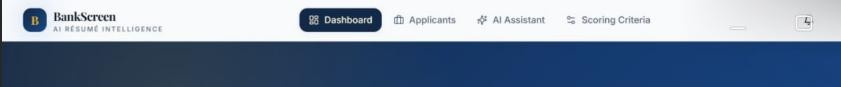 B
BankScreen
AI RÉSUMÉ INTELLIGENCE
Dashboard
Applicants
AI Assistant
Scoring Criteria